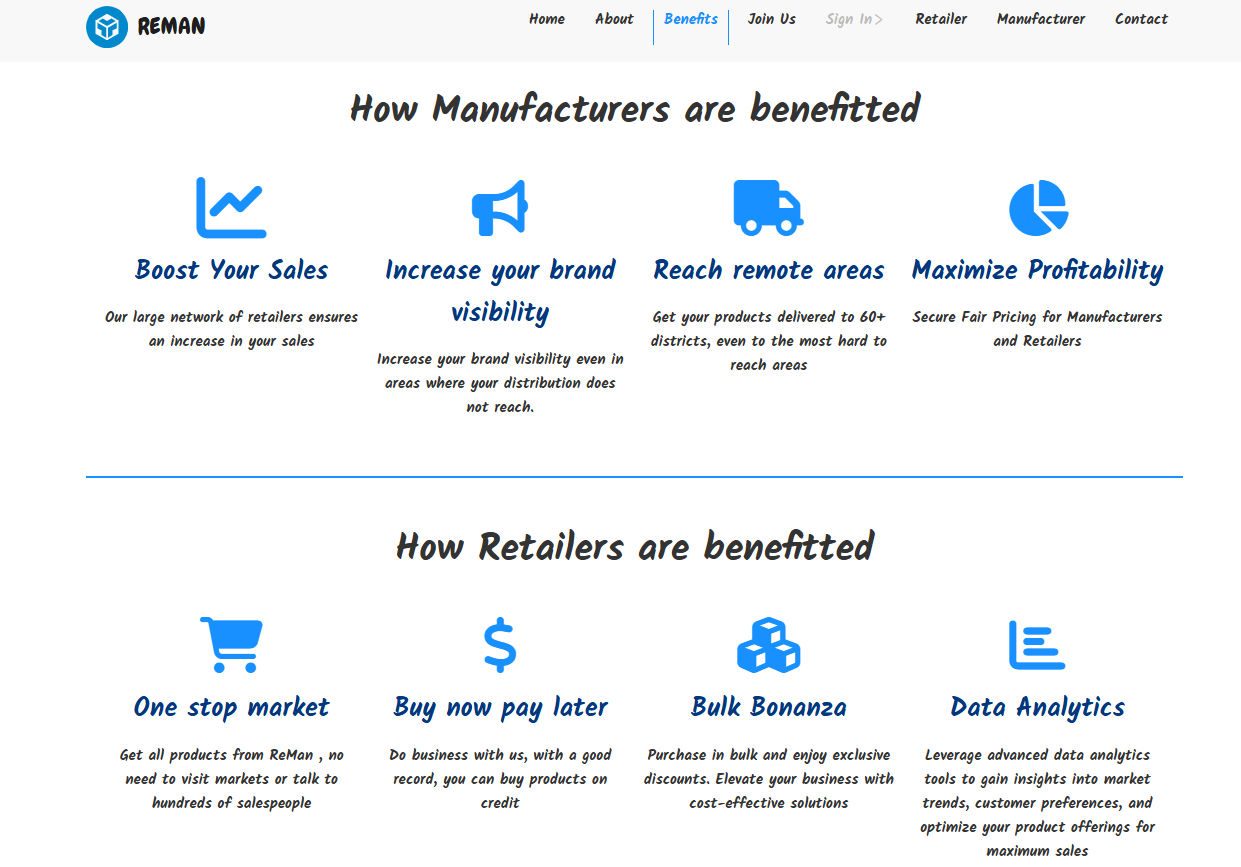 REMAN
Home About Benefits Join Us Sign In > Retailer Manufacturer Contact
How Manufacturers are benefitted
Boost Your Sales
Our large network of retailers ensures
an increase in your sales
Increase your brand
visibility
Increase your brand visibility even in
areas where your distribution does
not reach.
Reach remote areas
Get your products delivered to 60+
districts, even to the most hard to
reach areas
Maximize Profitability
Secure Fair Pricing for Manufacturers
and Retailers
How Retailers are benefitted
One stop market
Get all products from ReMan , no
need to visit markets or talk to
hundreds of salespeople
Buy now pay later
Do business with us, with a good
record, you can buy products on
credit
Bulk Bonanza
Purchase in bulk and enjoy exclusive
discounts. Elevate your business with
cost-effective solutions
Data Analytics
Leverage advanced data analytics
tools to gain insights into market
trends, customer preferences, and
optimize your product offerings for
maximum sales